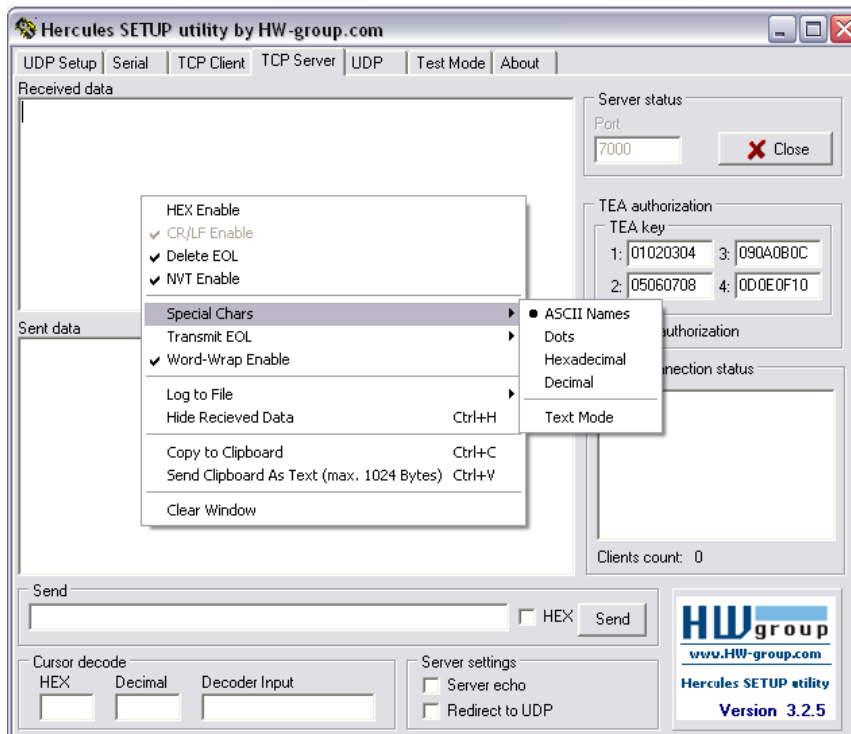 Hercules SETUP utility by HW-group.com
UDP Setup Serial TCP Client TCP Server UDP Test Mode About
Received data
Server status
Port
7000 Close
HEX Enable
CR/LF Enable
Delete EOL
NVT Enable
Special Chars
Transmit EOL
Word-Wrap Enable
Log to File
Hide Recieved Data Ctrl+H
Copy to Clipboard Ctrl+C
Send Clipboard As Text (max. 1024 Bytes) Ctrl+V
Clear Window
ASCII Names
Dots
Hexadecimal
Decimal
Text Mode
TEA authorization
TEA key
1: 01020304 3: 090A0B0C
2: 05060708 4: 0D0E0F10
authorization
Sent data
nnection status
Clients count: 0
Send
HEX Send
Cursor decode
HEX Decimal Decoder Input
Server settings
Server echo
Redirect to UDP
HW group
www.HW-group.com
Hercules SETUP utility
Version 3.2.5